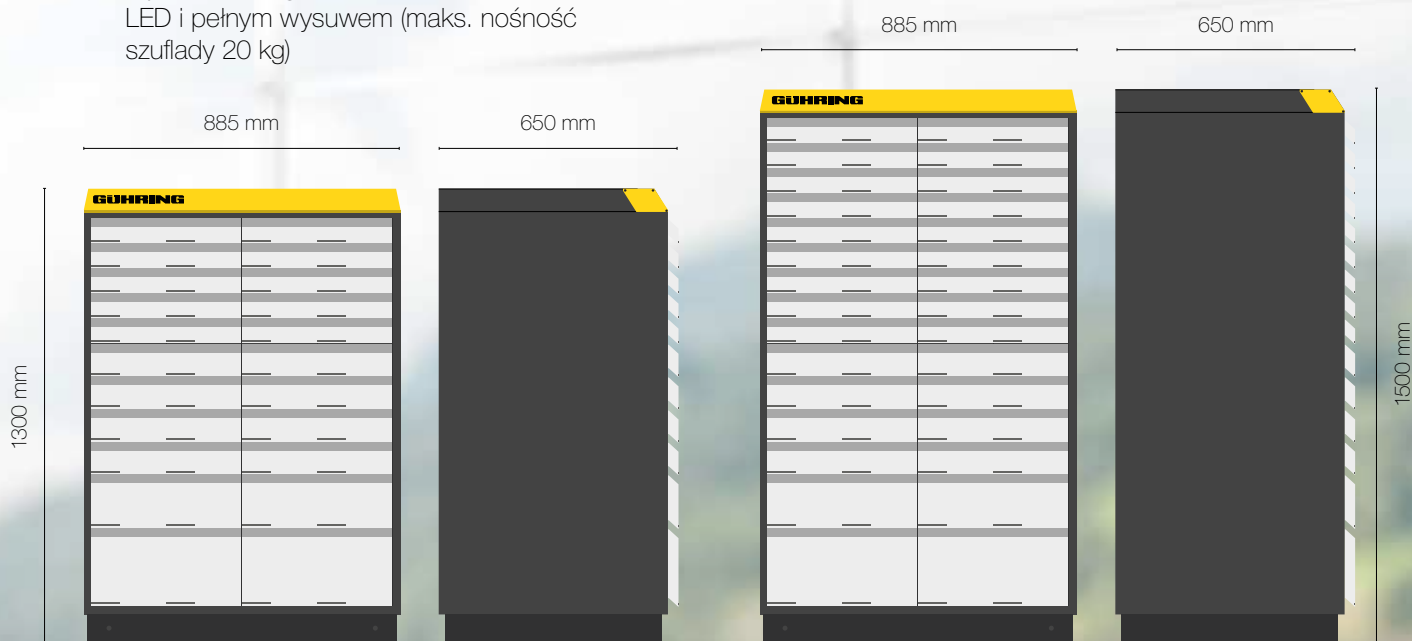 LED i pełnym wysuwem (maks. nośność
szuflady 20 kg)
885 mm
650 mm
885 mm
650 mm
GÜHRING
GÜHRING
1300 mm
1500 mm